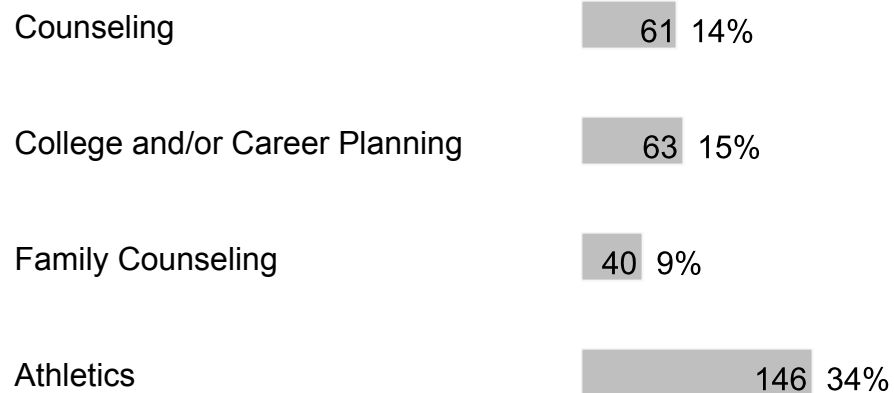 Counseling 61 14%
College and/or Career Planning 63 15%
Family Counseling 40 9%
Athletics 146 34%